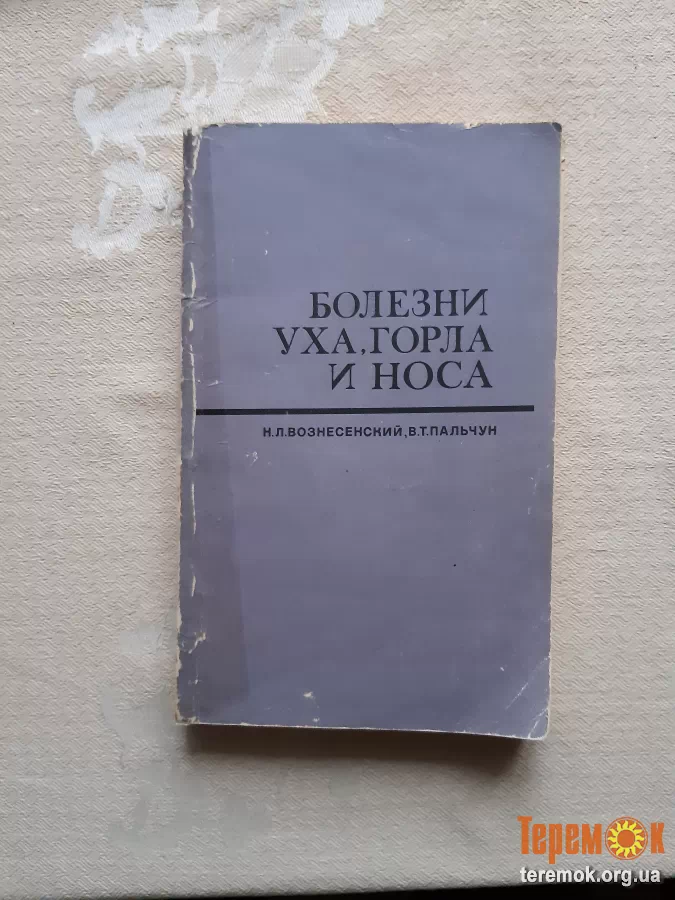 БОЛЕЗНИ
УХА, ГОРЛА
И НОСА
Н.Л.ВОЗНЕСЕНСКИЙ, В.Т.ПАЛЬЧУН
Теремок
teremok.org.ua